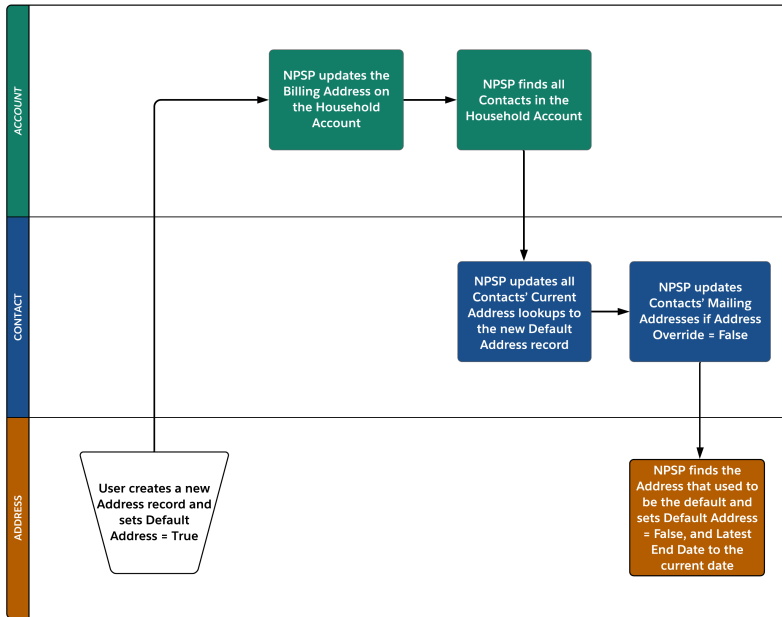 ACCOUNT
NPSP updates the
Billing Address on
the Household
Account
NPSP finds all
Contacts in the
Household Account
CONTACT
NPSP updates all
Contacts’ Current
Address lookups to
the new Default
Address record
NPSP updates
Contacts’ Mailing
Addresses if Address
Override = False
ADDRESS
User creates a new
Address record and
sets Default
Address = True
NPSP finds the
Address that used to
be the default and
sets Default Address
= False, and Latest
End Date to the
current date